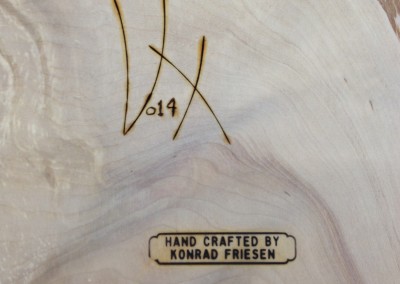 014
HAND CRAFTED BY
KONRAD FRIESEN